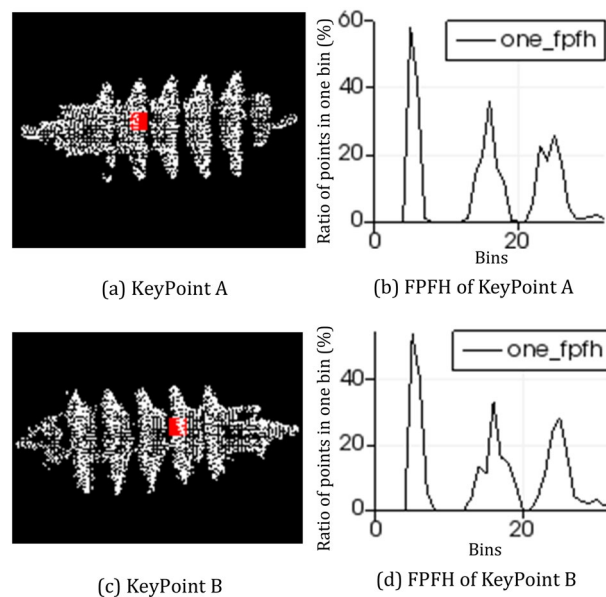 60
one_fpfh
40
20
0
0
20
Ratio of points in one bin (%)
Bins
(a) KeyPoint A
(b) FPFH of KeyPoint A
one_fpfh
40
20
0
0
20
Ratio of points in one bin (%)
Bins
(c) KeyPoint B
(d) FPFH of KeyPoint B